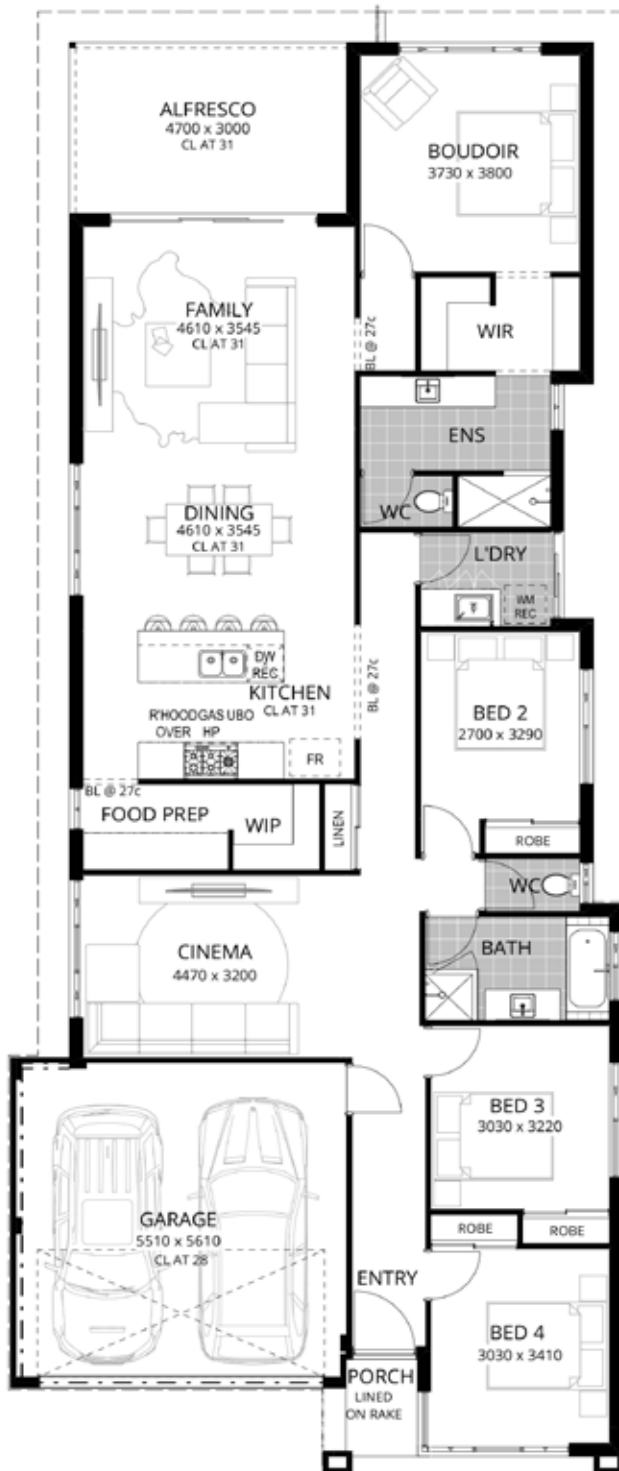 ALFRESCO
4700 x 3000
CL AT 31
BOUDOIR
3730 x 3800
FAMILY
4610 x 3545
CL AT 31
BL @ 27c
WIR
ENS
WC
DINING
4610 x 3545
CL AT 31
L'DRY
WM
REC
DW
REC
KITCHEN
CL AT 31
BL @ 27c
BED 2
2700 x 3290
R'HOODGASUBO
OVER HP
FR
BL @ 27c
FOOD PREP
WIP
LINEN
ROBE
WC
CINEMA
4470 x 3200
BATH
BED 3
3030 x 3220
GARAGE
5510 x 5610
CL AT 28
ROBE
ROBE
ENTRY
BED 4
3030 x 3410
PORCH
LINED
ON RAKE